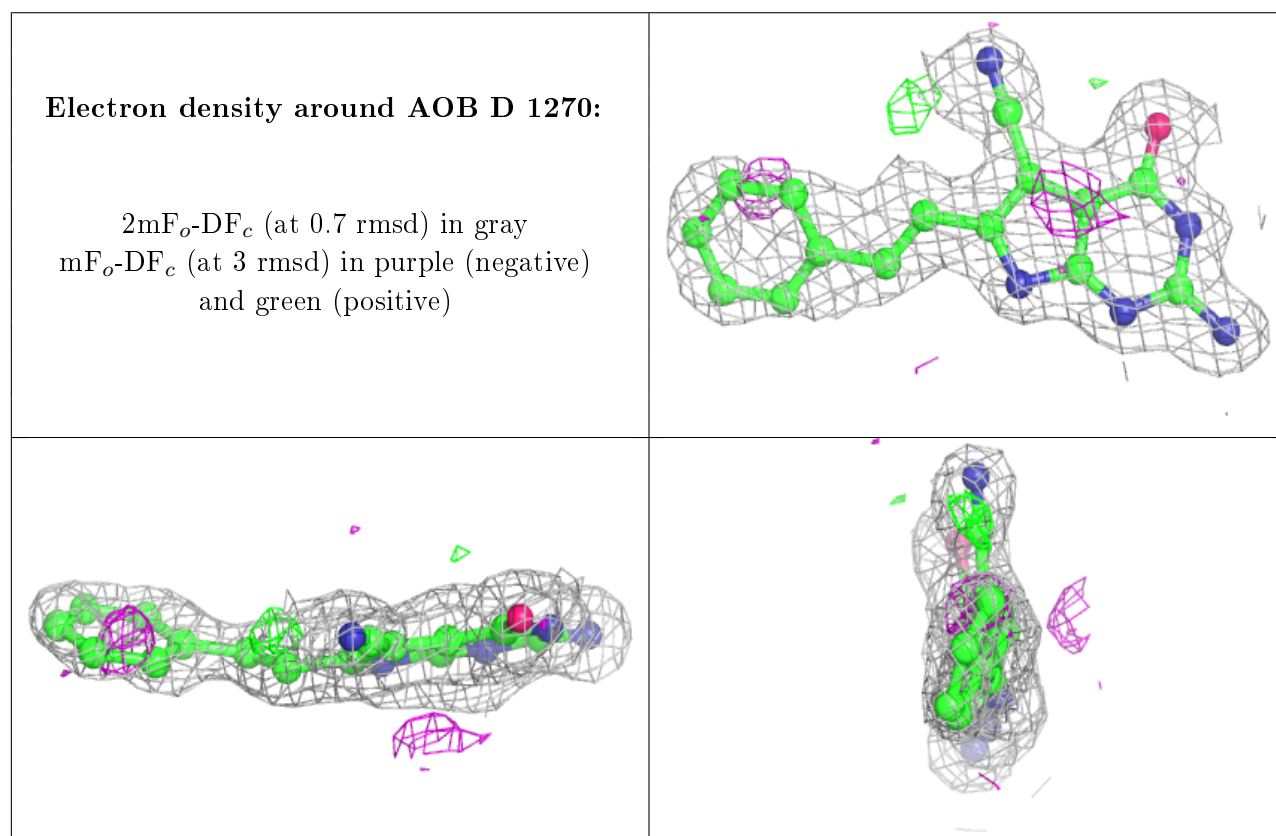 Electron density around AOB D 1270:
2mFo-DFc (at 0.7 rmsd) in gray
mFo-DFc (at 3 rmsd) in purple (negative)
and green (positive)